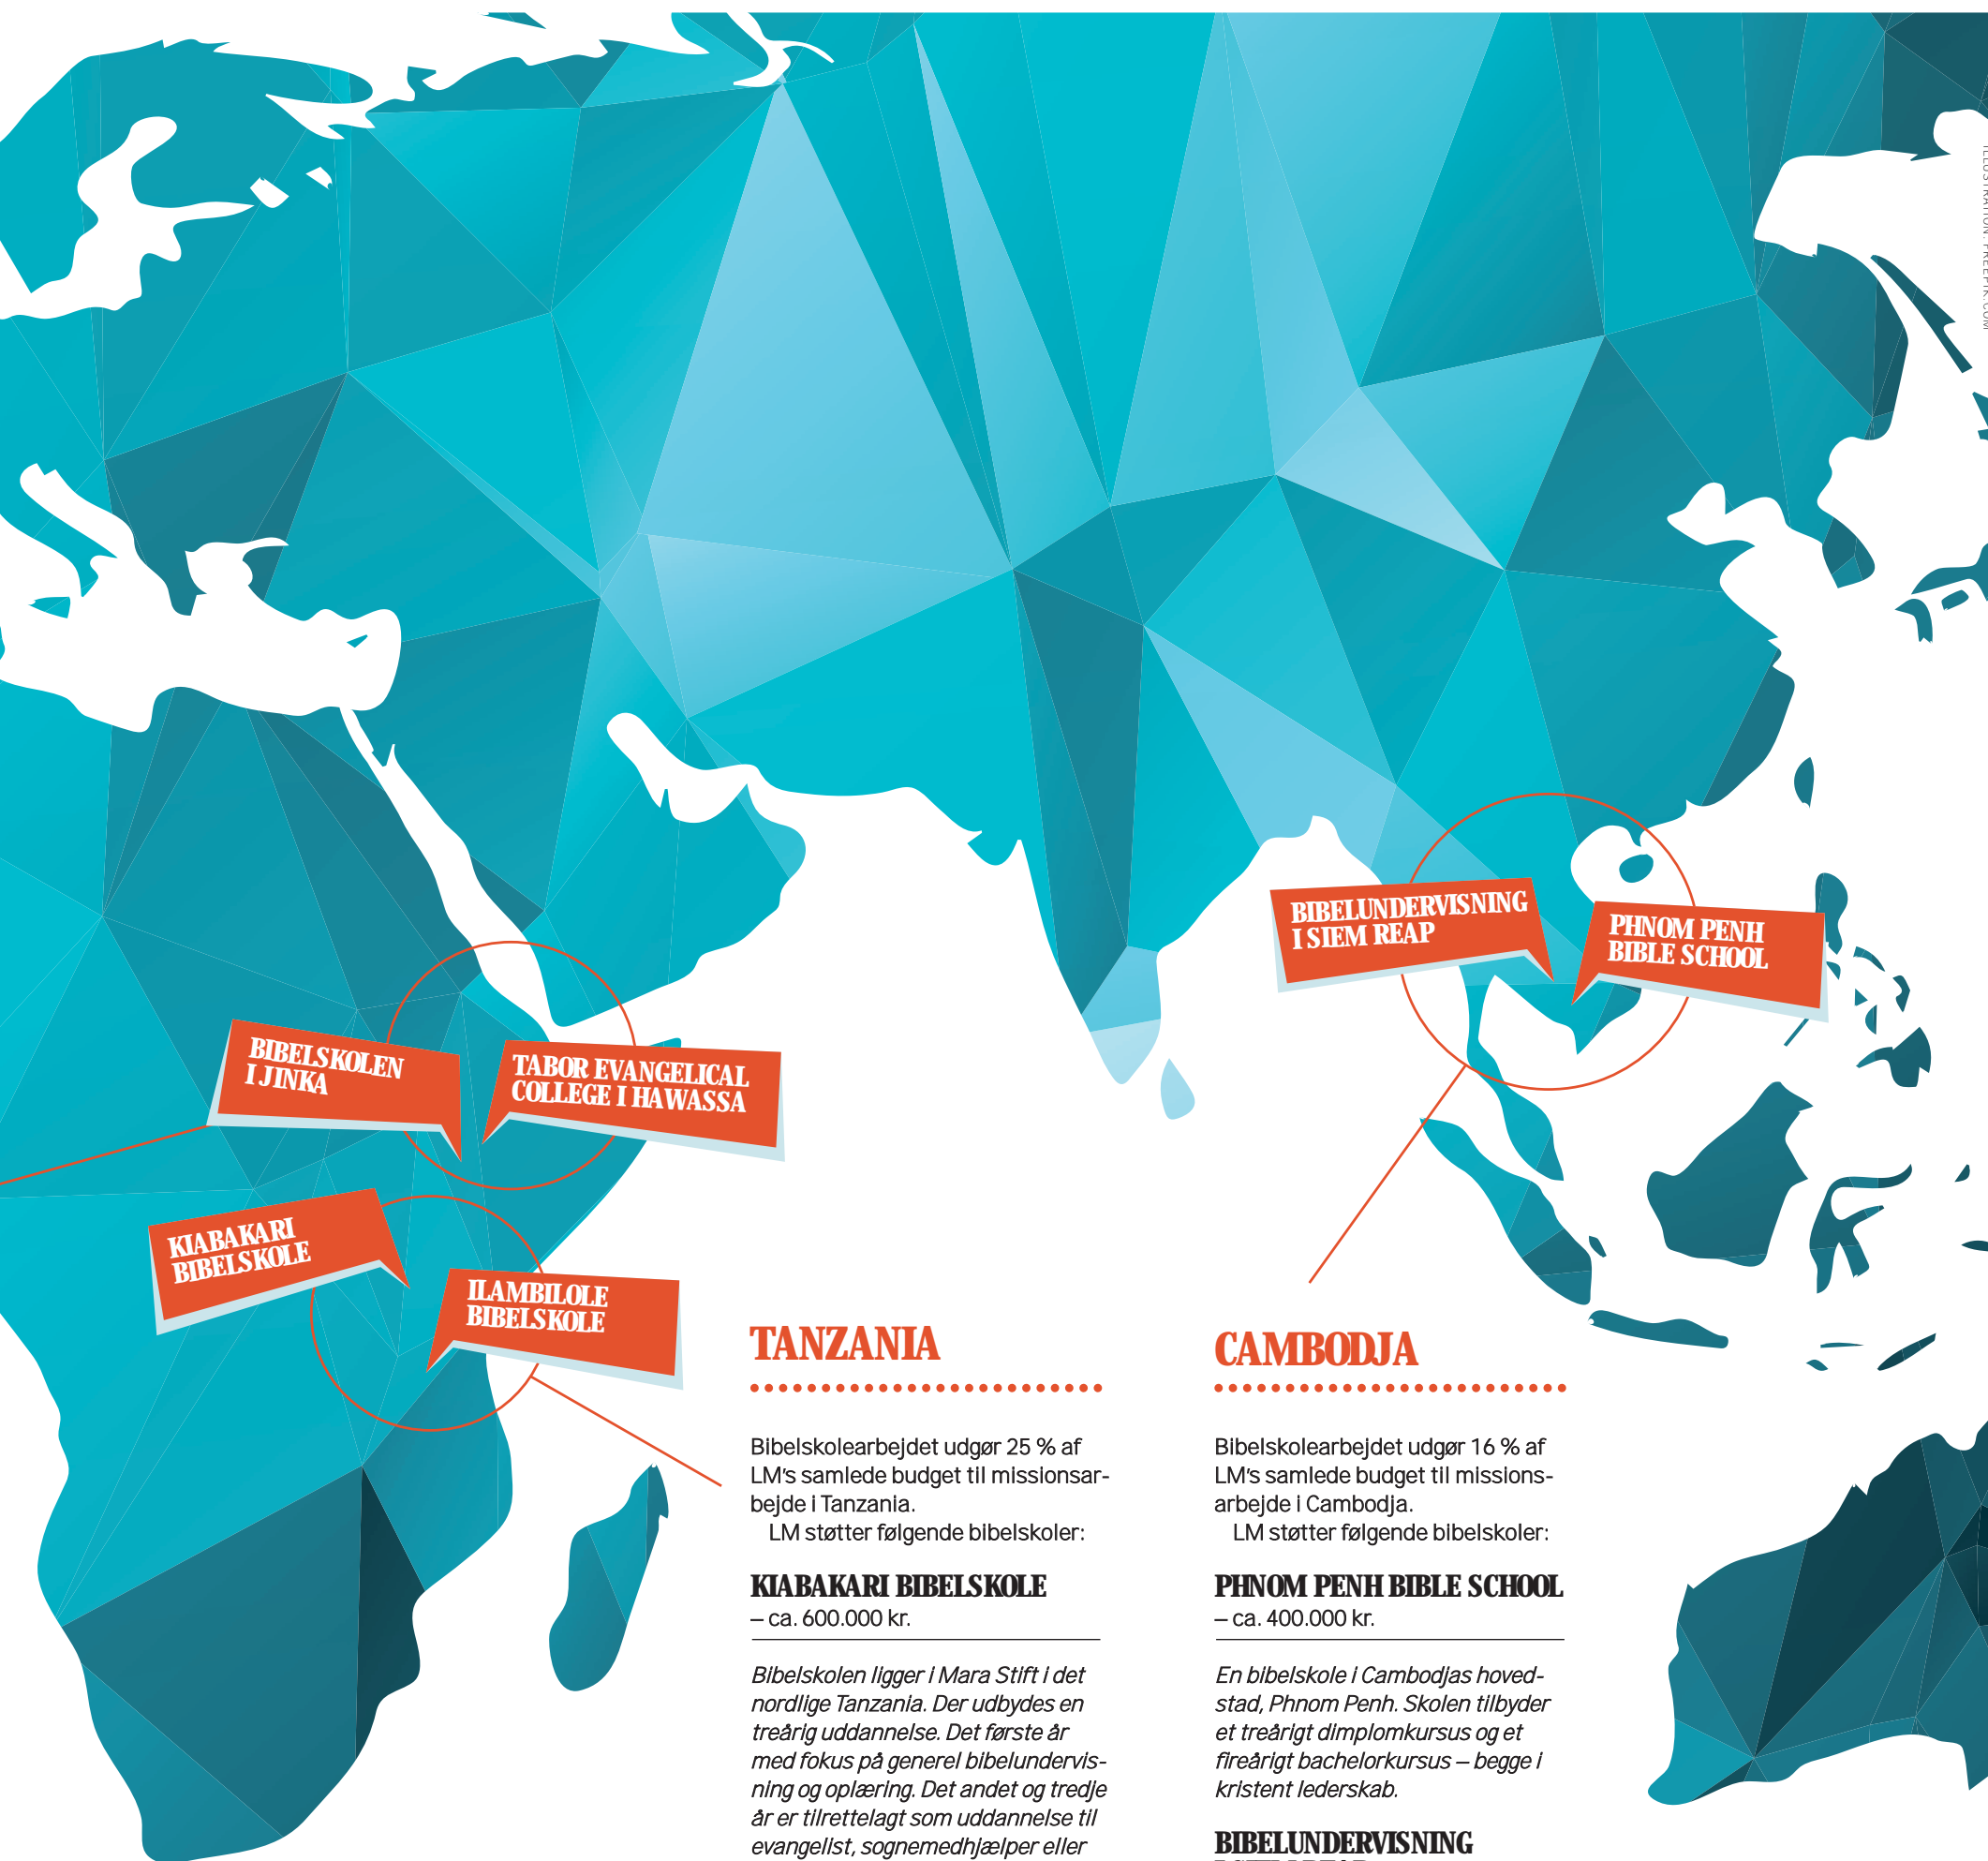 ILLUSTRATION: FREEPIK.COM
BIBELUNDERVISNING
I SIEM REAP
PHNOM PENH
BIBLE SCHOOL
BIBELSKOLEN
I JINKA
TABOR EVANGELICAL
COLLEGE I HAWASSA
KIABAKARI
BIBELSKOLE
ILAMBILOLE
BIBELSKOLE
TANZANIA
Bibelskolearbejdet udgør 25 % af
LM's samlede budget til missionsar-
bejde i Tanzania.
LM støtter følgende bibelskoler:
KIABAKARI BIBELSKOLE
– ca. 600.000 kr.
Bibelskolen ligger i Mara Stift i det
nordlige Tanzania. Der udbydes en
treårig uddannelse. Det første år
med fokus på generel bibelundervis-
ning og oplæring. Det andet og tredje
år er tilrettelagt som uddannelse til
evangelist, sognemedhjælper eller
CAMBODJA
Bibelskolearbejdet udgør 16 % af
LM's samlede budget til missions-
arbejde i Cambodja.
LM støtter følgende bibelskoler:
PHNOM PENH BIBLE SCHOOL
– ca. 400.000 kr.
En bibelskole i Cambodjas hoved-
stad, Phnom Penh. Skolen tilbyder
et treårigt dimplomkursus og et
fireårigt bachelorkursus – begge i
kristent lederskab.
BIBELUNDERVISNING